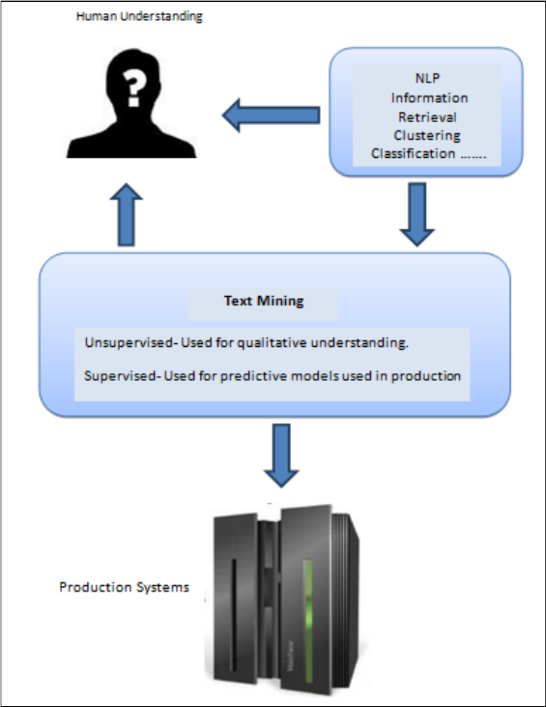 Human Understanding
?
NLP
Information
Retrieval
Clustering
Classification .......
Text Mining
Unsupervised- Used for qualitative understanding.
Supervised- Used for predictive models used in production
Production Systems